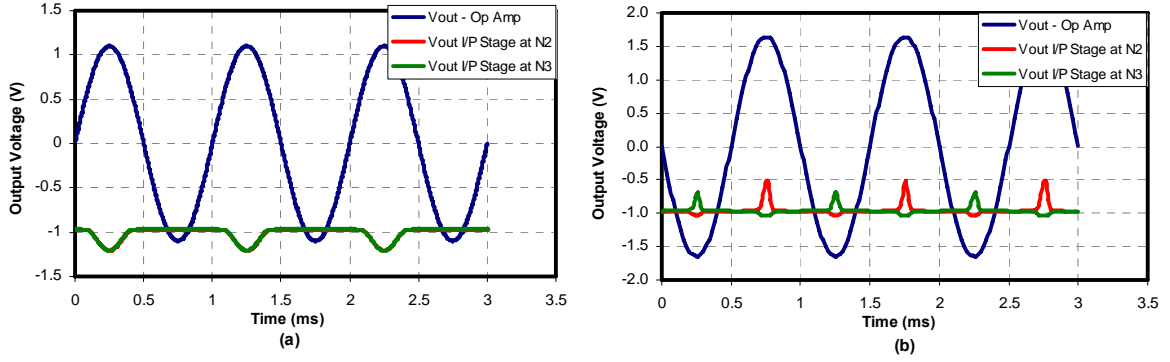 1.5
1
0.5
0
-0.5
-1
-1.5
Output Voltage (V)
Vout - Op Amp
Vout I/P Stage at N2
Vout I/P Stage at N3
0 0.5 1 1.5 2 2.5 3 3.5
Time (ms)
(a)
2.0
1.5
1.0
0.5
0.0
-0.5
-1.0
-1.5
-2.0
Output Voltage (V)
Vout - Op Amp
Vout I/P Stage at N2
Vout I/P Stage at N3
0 0.5 1 1.5 2 2.5 3 3.5
Time (ms)
(b)